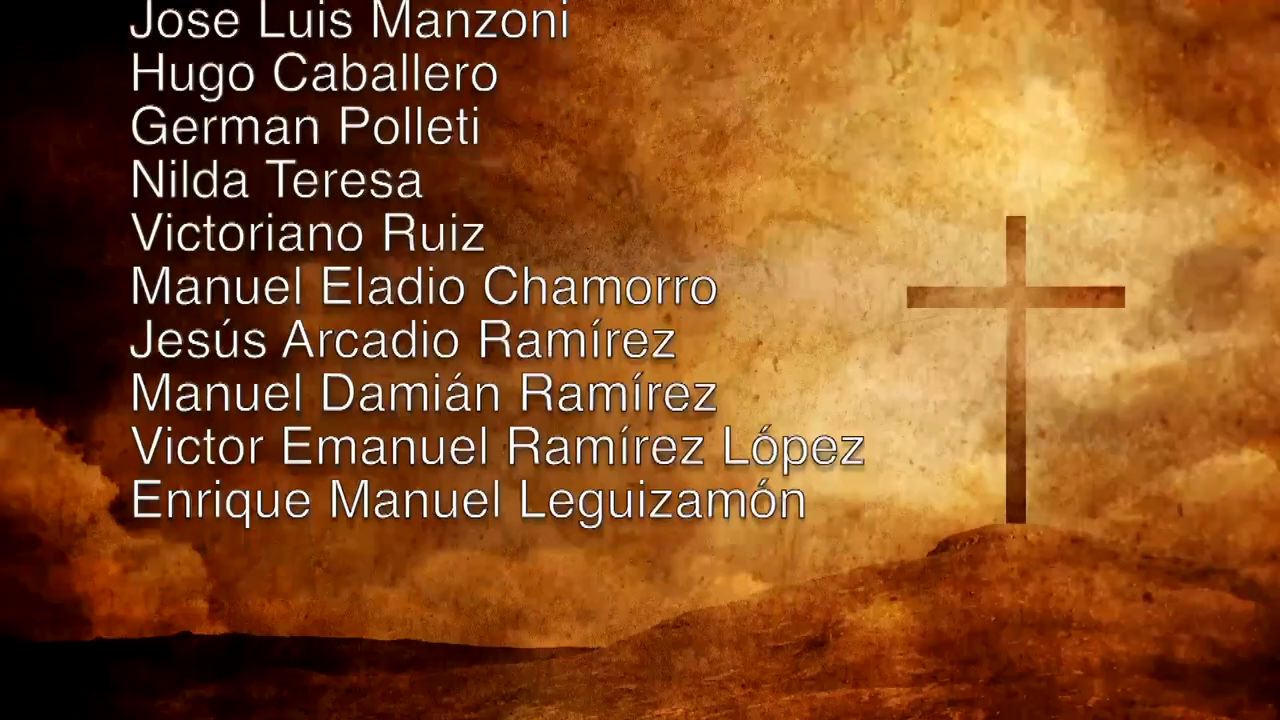 Jose Luis Manzoni
Hugo Caballero
German Polleti
Nilda Teresa
Victoriano Ruiz
Manuel Eladio Chamorro
Jesús Arcadio Ramírez
Manuel Damián Ramírez
Victor Emanuel Ramírez López
Enrique Manuel Leguizamón